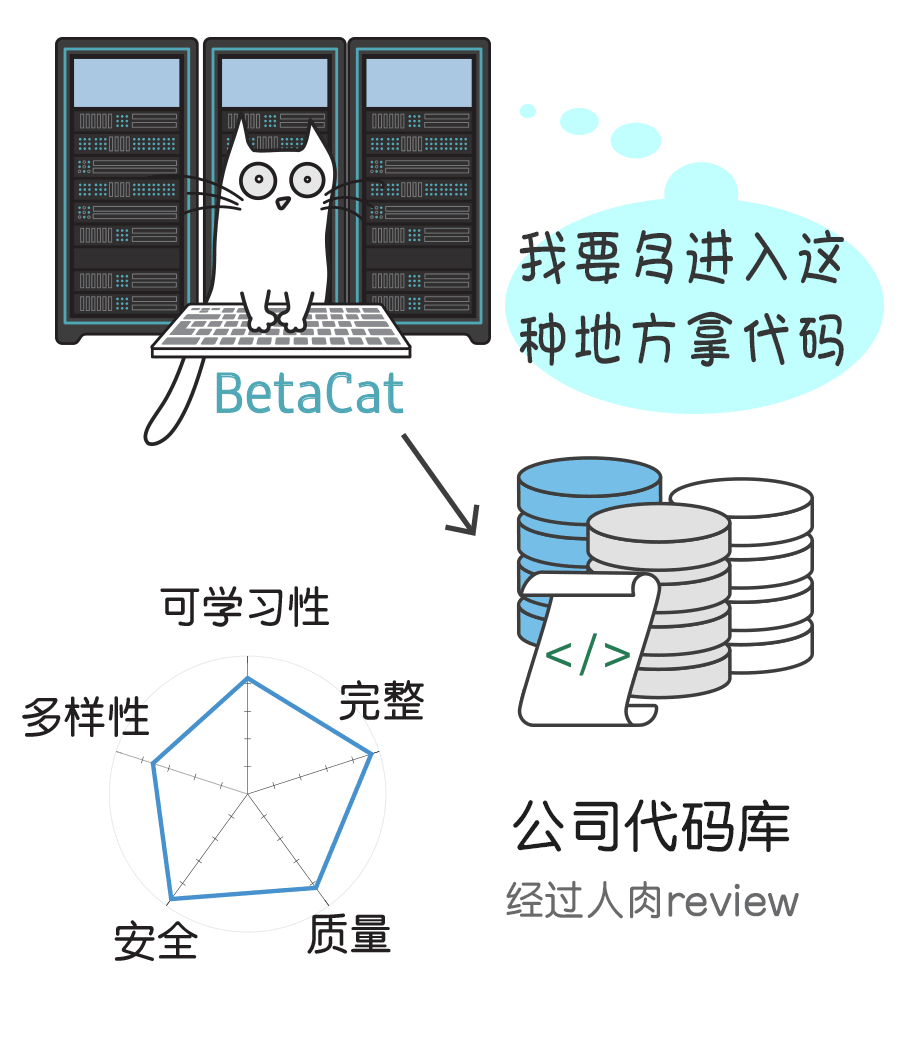 我要多进入这
种地方拿代码
BetaCat
</>
可学习性
完整
多样性
安全
质量
公司代码库
经过人肉review